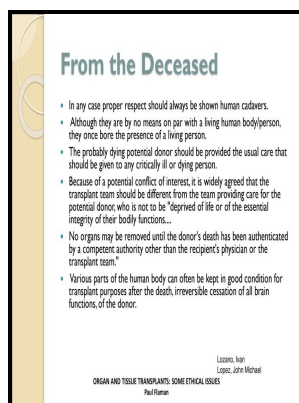 From the Deceased
• In any case proper respect should always be shown human cadavers.
• Although they are by no means on par with a living human body/person,
they once bore the presence of a living person.
• The probably dying potential donor should be provided the usual care that
should be given to any critically ill or dying person.
• Because of a potential conflict of interest, it is widely agreed that the
transplant team should be different from the team providing care for the
potential donor, who is not to be "deprived of life or of the essential
integrity of their bodily functions....
• No organs may be removed until the donor's death has been authenticated
by a competent authority other than the recipient's physician or the
transplant team."
• Various parts of the human body can often be kept in good condition for
transplant purposes after the death, irreversible cessation of all brain
functions, of the donor.
Lozano, Ivan
Lopez, John Michael
ORGAN AND TISSUE TRANSPLANTS: SOME ETHICAL ISSUES
Paul Flaman